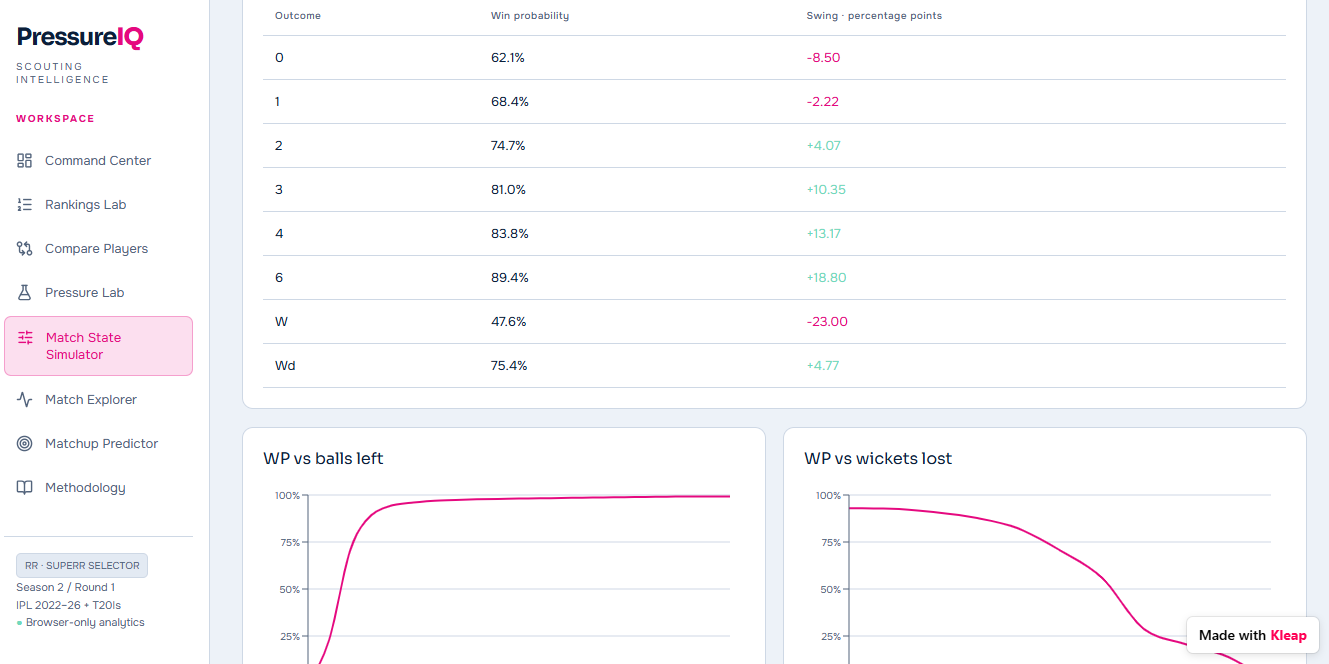 PressureIQ
SCOUTING
INTELLIGENCE
WORKSPACE
Command Center
Rankings Lab
Compare Players
Pressure Lab
Match State
Simulator
Match Explorer
Matchup Predictor
Methodology
RR · SUPERR SELECTOR
Season 2 / Round 1
IPL 2022–26 + T20Is
Browser-only analytics
Outcome Win probability Swing · percentage points
0 62.1% -8.50
1 68.4% -2.22
2 74.7% +4.07
3 81.0% +10.35
4 83.8% +13.17
6 89.4% +18.80
W 47.6% -23.00
Wd 75.4% +4.77
WP vs balls left
100%
75%
50%
25%
WP vs wickets lost
100%
75%
50%
25%
Made with Kleap